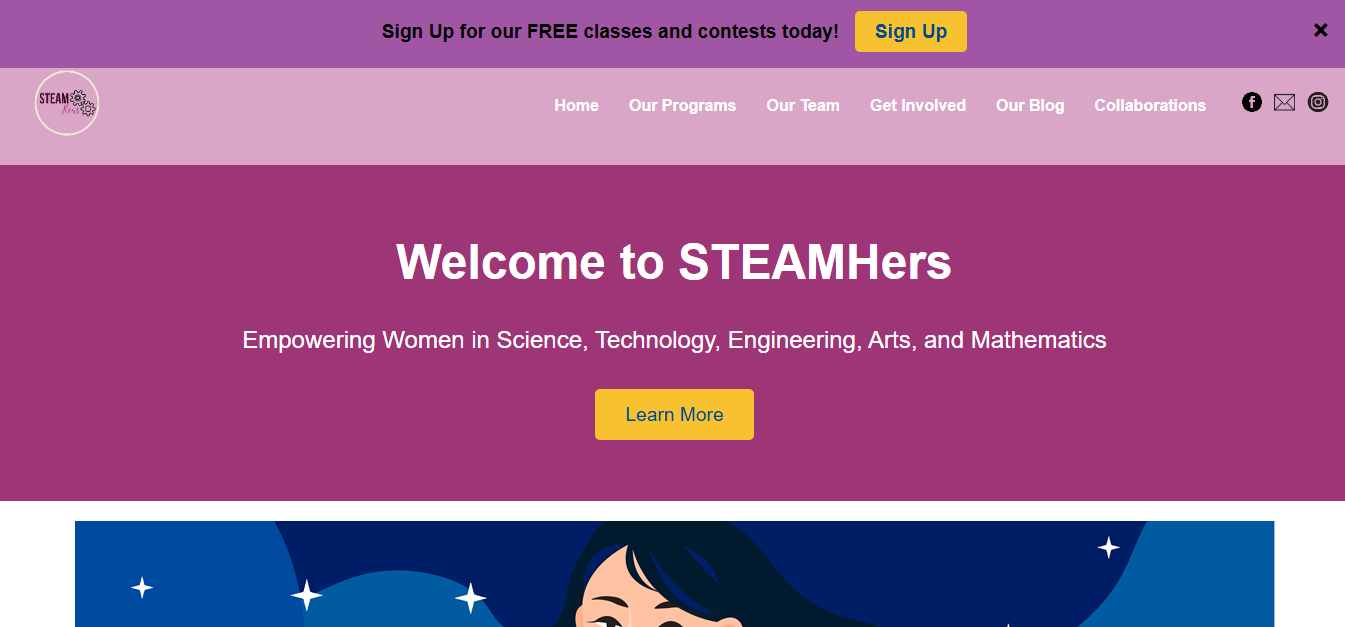 Sign Up for our FREE classes and contests today! Sign Up ×
STEAM
Hers
Home Our Programs Our Team Get Involved Our Blog Collaborations
Welcome to STEAMHers
Empowering Women in Science, Technology, Engineering, Arts, and Mathematics
Learn More